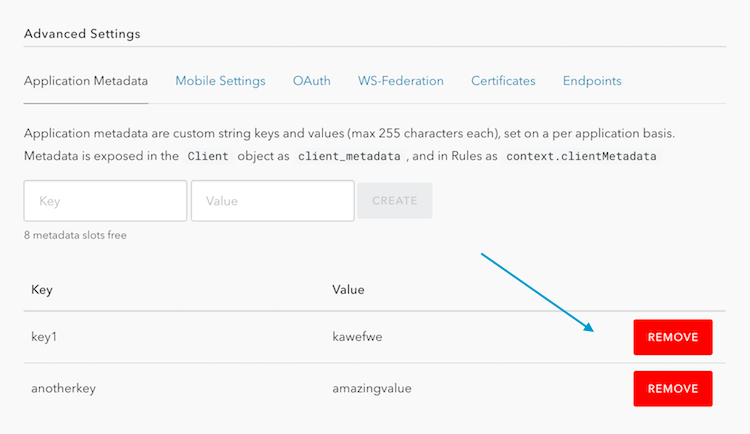 Advanced Settings
Application Metadata Mobile Settings OAuth WS-Federation Certificates Endpoints
Application metadata are custom string keys and values (max 255 characters each), set on a per application basis.
Metadata is exposed in the Client object as client_metadata , and in Rules as context.clientMetadata
Key Value CREATE
8 metadata slots free
Key Value
key1 kawefwe REMOVE
anotherkey amazingvalue REMOVE